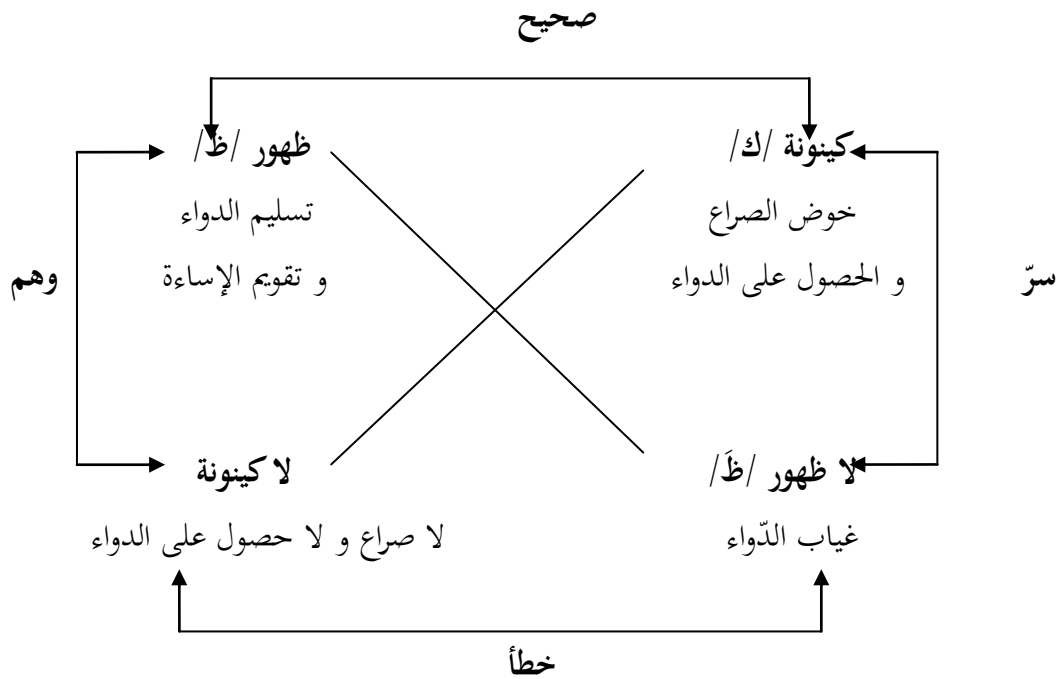 صحيح
كينونة /ك/
ظهور /ظ/
خوض الصراع
تسليم الدواء
و الحصول على الدواء
و تقويم الإساءة
سرّ
وهم
لا ظهور /ظَ/
لا كينونة
غياب الدّواء
لا صراع و لا حصول على الدواء
خطأ